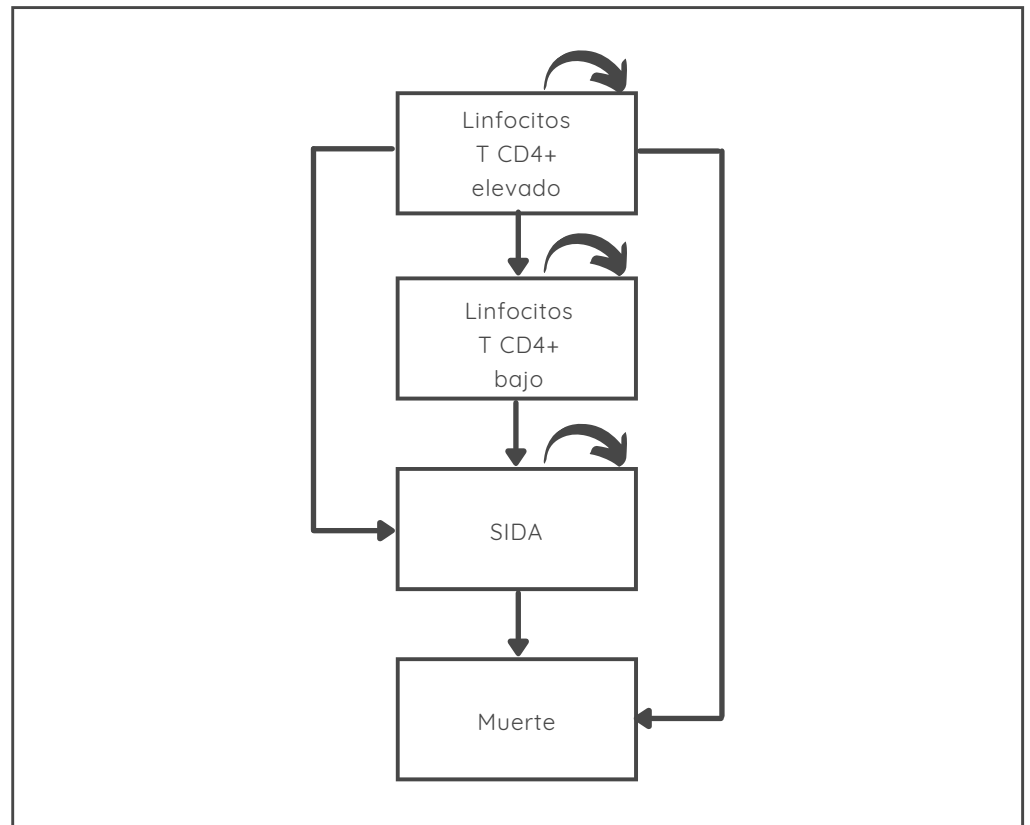 Linfocitos
T CD4+
elevado
Linfocitos
T CD4+
bajo
SIDA
Muerte